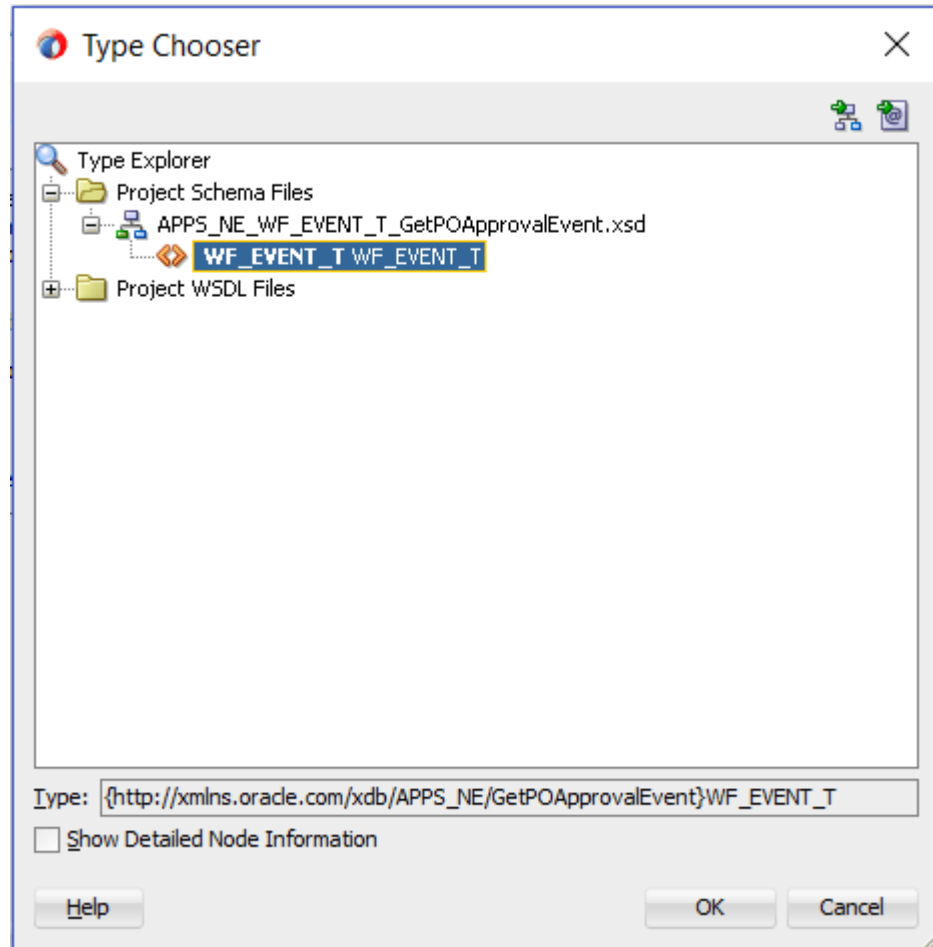 Type Chooser
Type Explorer
Project Schema Files
APPS_NE_WF_EVENT_T_GetPOApprovalEvent.xsd
WF_EVENT_T WF_EVENT_T
Project WSDL Files
Type: {http://xmlns.oracle.com/xdb/APPS_NE/GetPOApprovalEvent}WF_EVENT_T
Show Detailed Node Information
Help OK Cancel